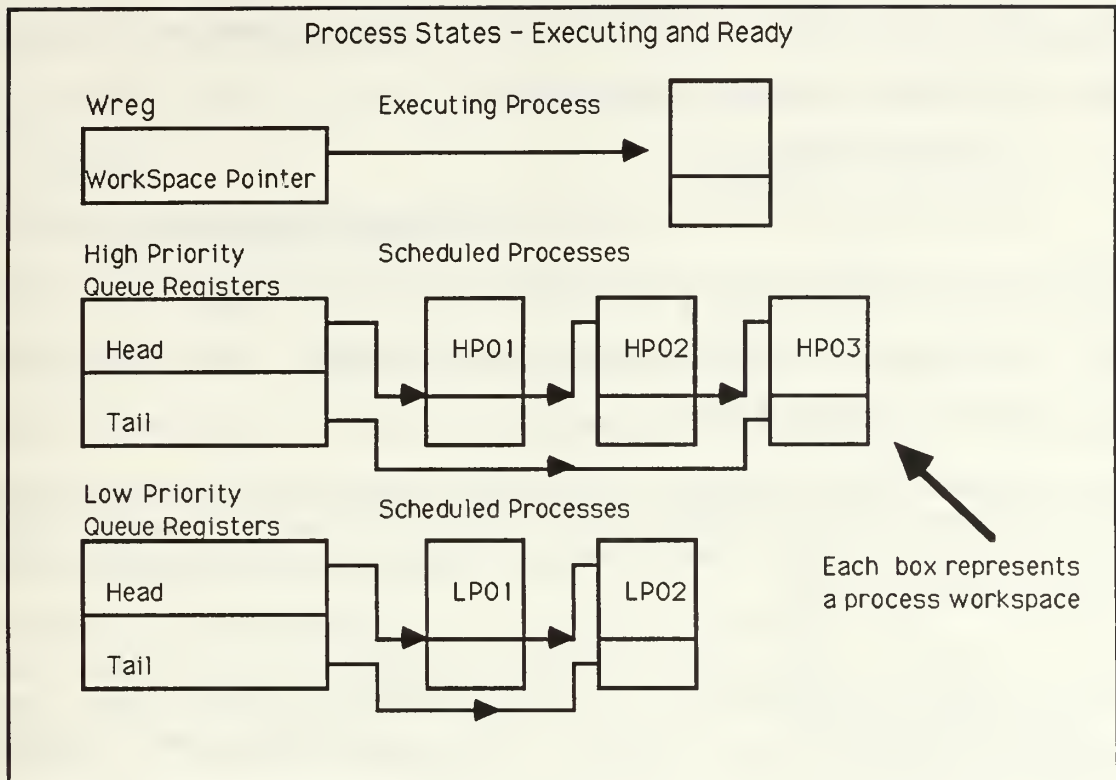 Process States - Executing and Ready
Wreg
Executing Process
WorkSpace Pointer
High Priority
Queue Registers
Scheduled Processes
Head
HP01
HP02
HP03
Tail
Low Priority
Queue Registers
Scheduled Processes
Head
LP01
LP02
Tail
Each box represents
a process workspace